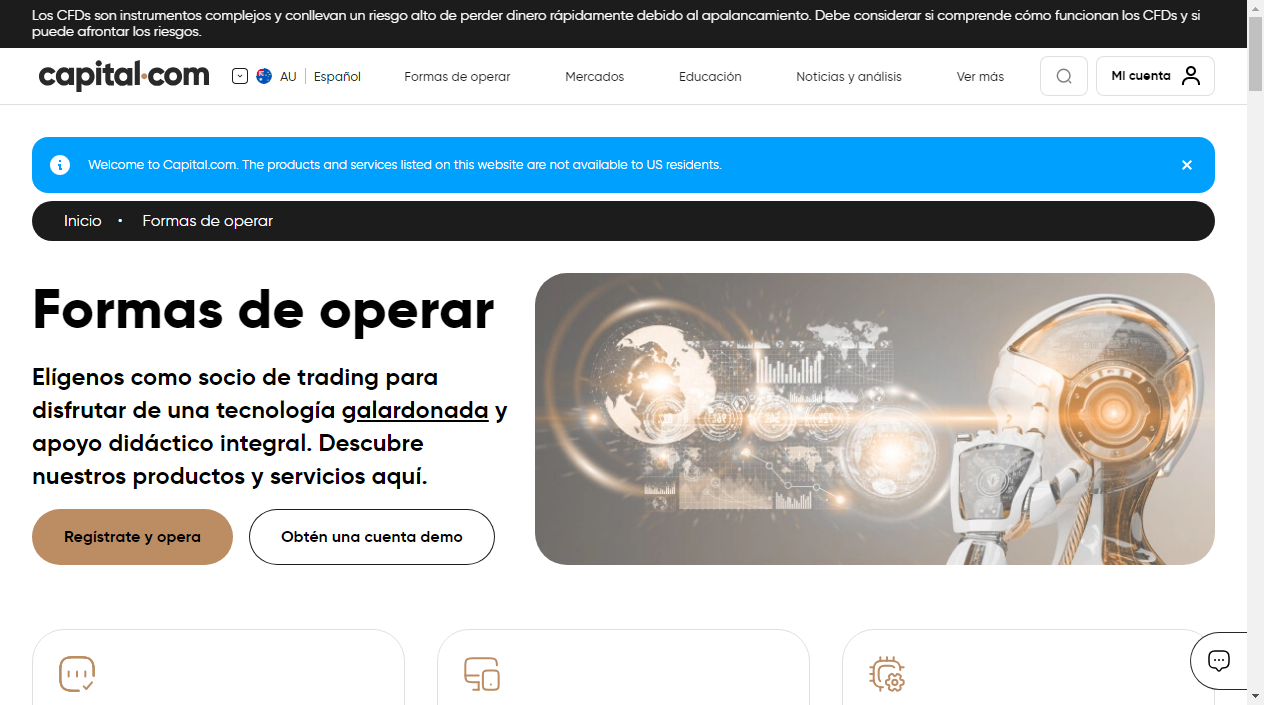 Los CFDs son instrumentos complejos y conllevan un riesgo alto de perder dinero rápidamente debido al apalancamiento. Debe considerar si comprende cómo funcionan los CFDs y si
puede afrontar los riesgos.
capital.com
AU
Español
Formas de operar
Mercados
Educación
Noticias y análisis
Ver más
Mi cuenta
Welcome to Capital.com. The products and services listed on this website are not available to US residents.
Inicio
Formas de operar
Formas de operar
Elígenos como socio de trading para
disfrutar de una tecnología galardonada y
apoyo didáctico integral. Descubre
nuestros productos y servicios aquí.
Regístrate y opera
Obtén una cuenta demo